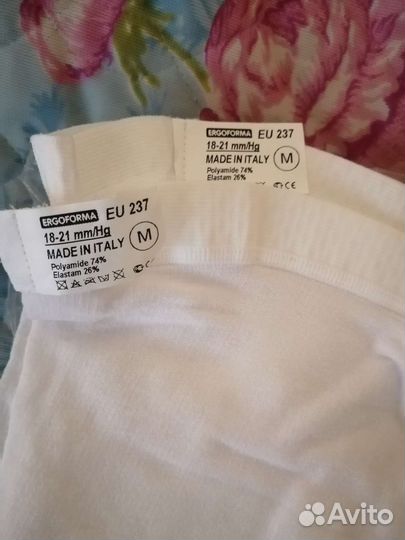 ERGOFORMA EU 237
18-21 mm/Hg
MADE IN ITALY M
Polyamide 74%
Elastam 26%
CE
ERGOFORMA EU 237
18-21 mm/Hg
MADE IN ITALY M
Polyamide 74%
Elastam 26%
Avito